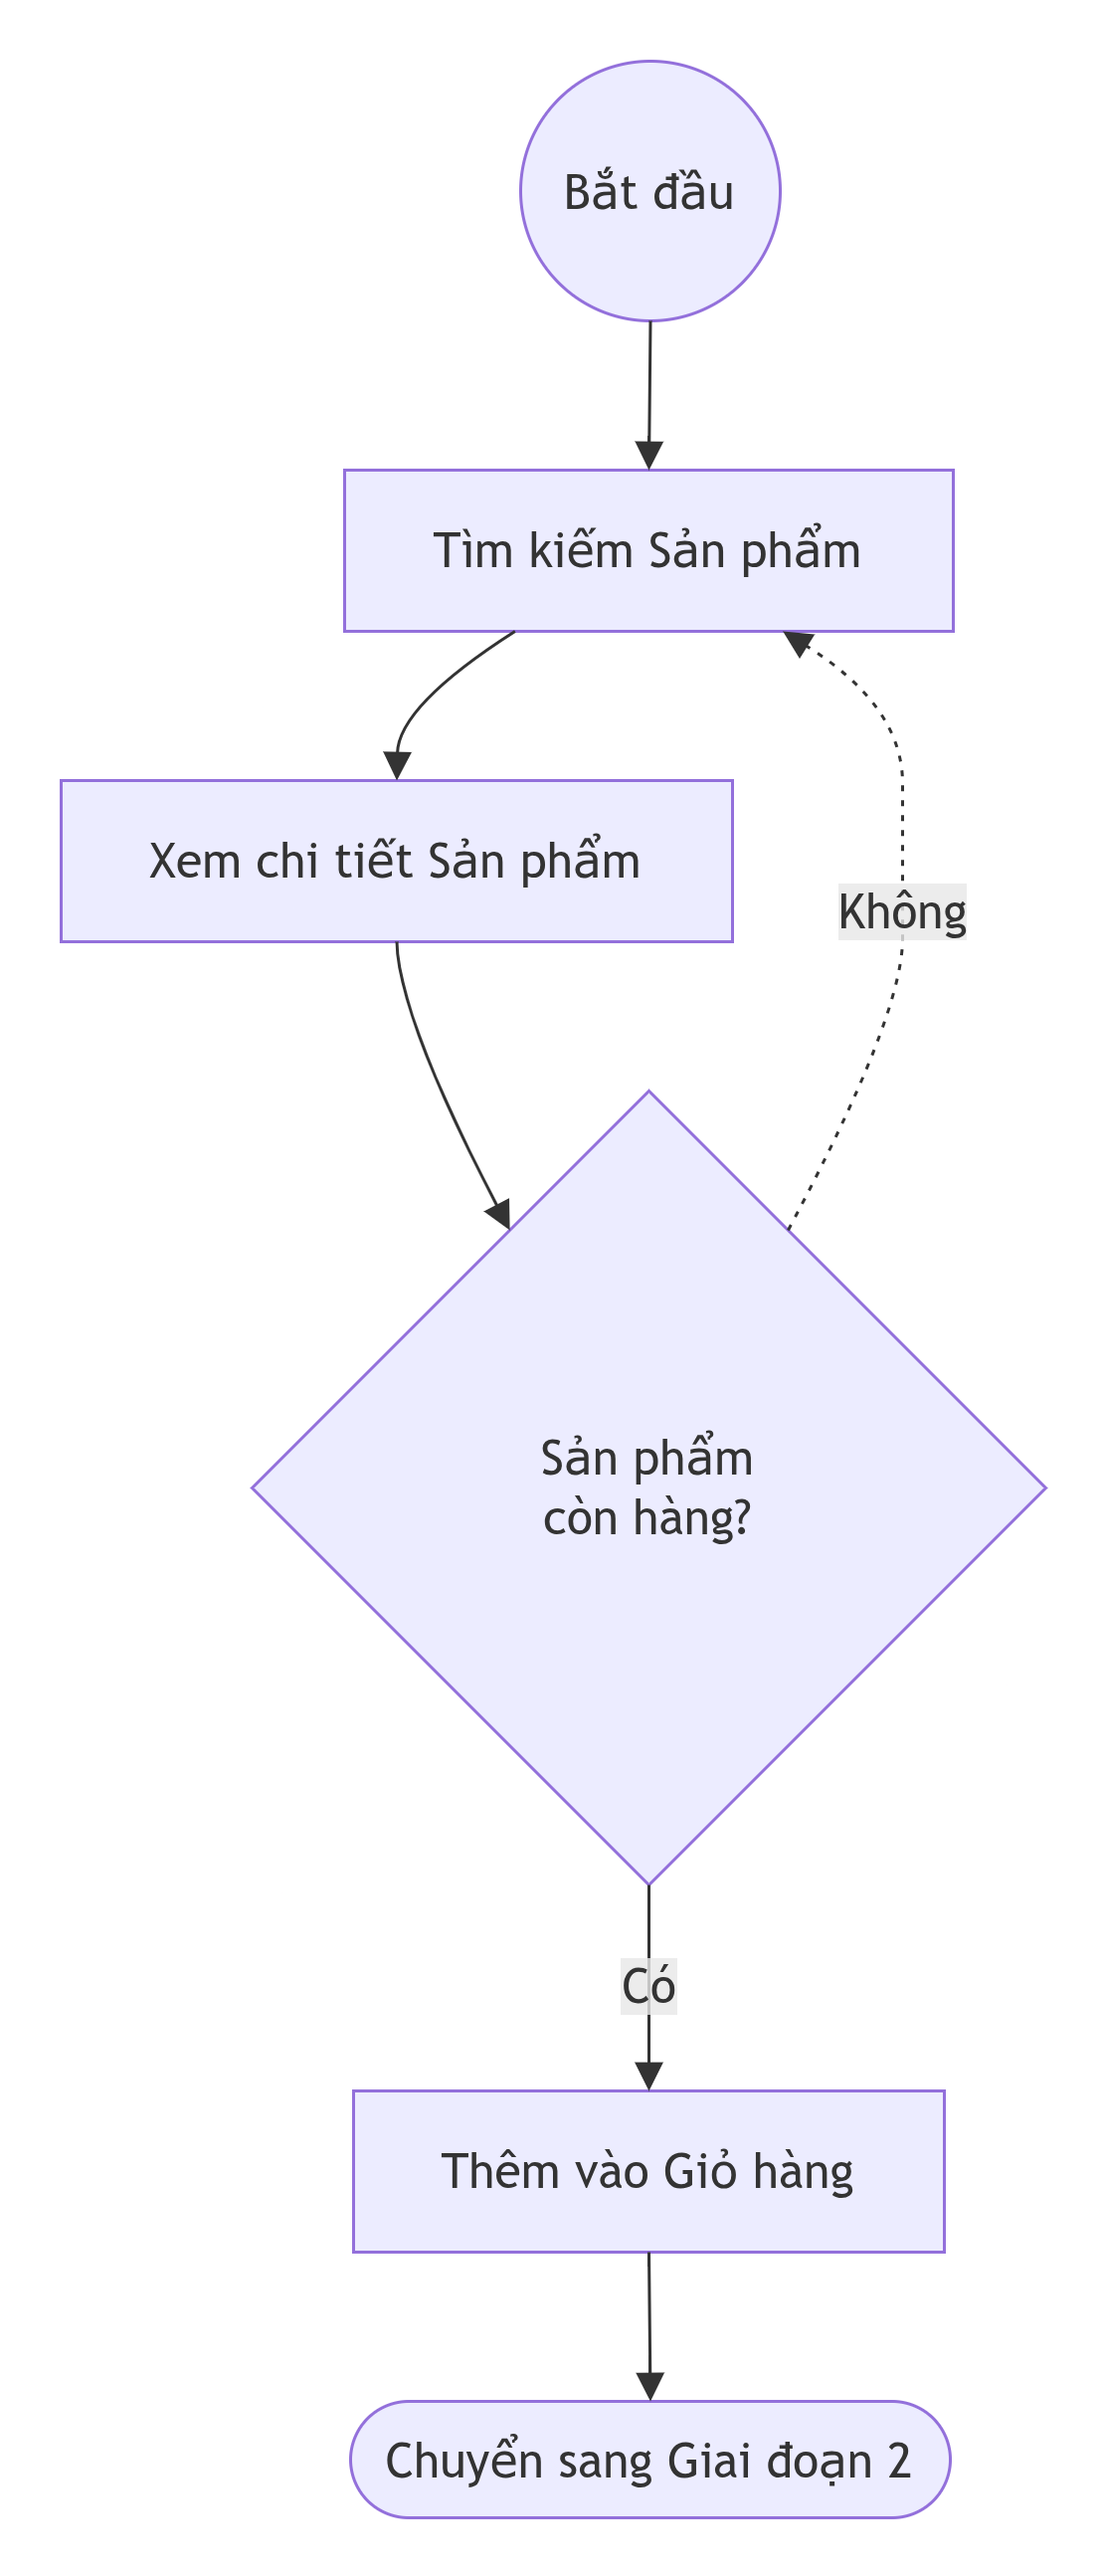 Bắt đầu
Tìm kiếm Sản phẩm
Xem chi tiết Sản phẩm
Không
Sản phẩm
còn hàng?
Có
Thêm vào Giỏ hàng
Chuyển sang Giai đoạn 2